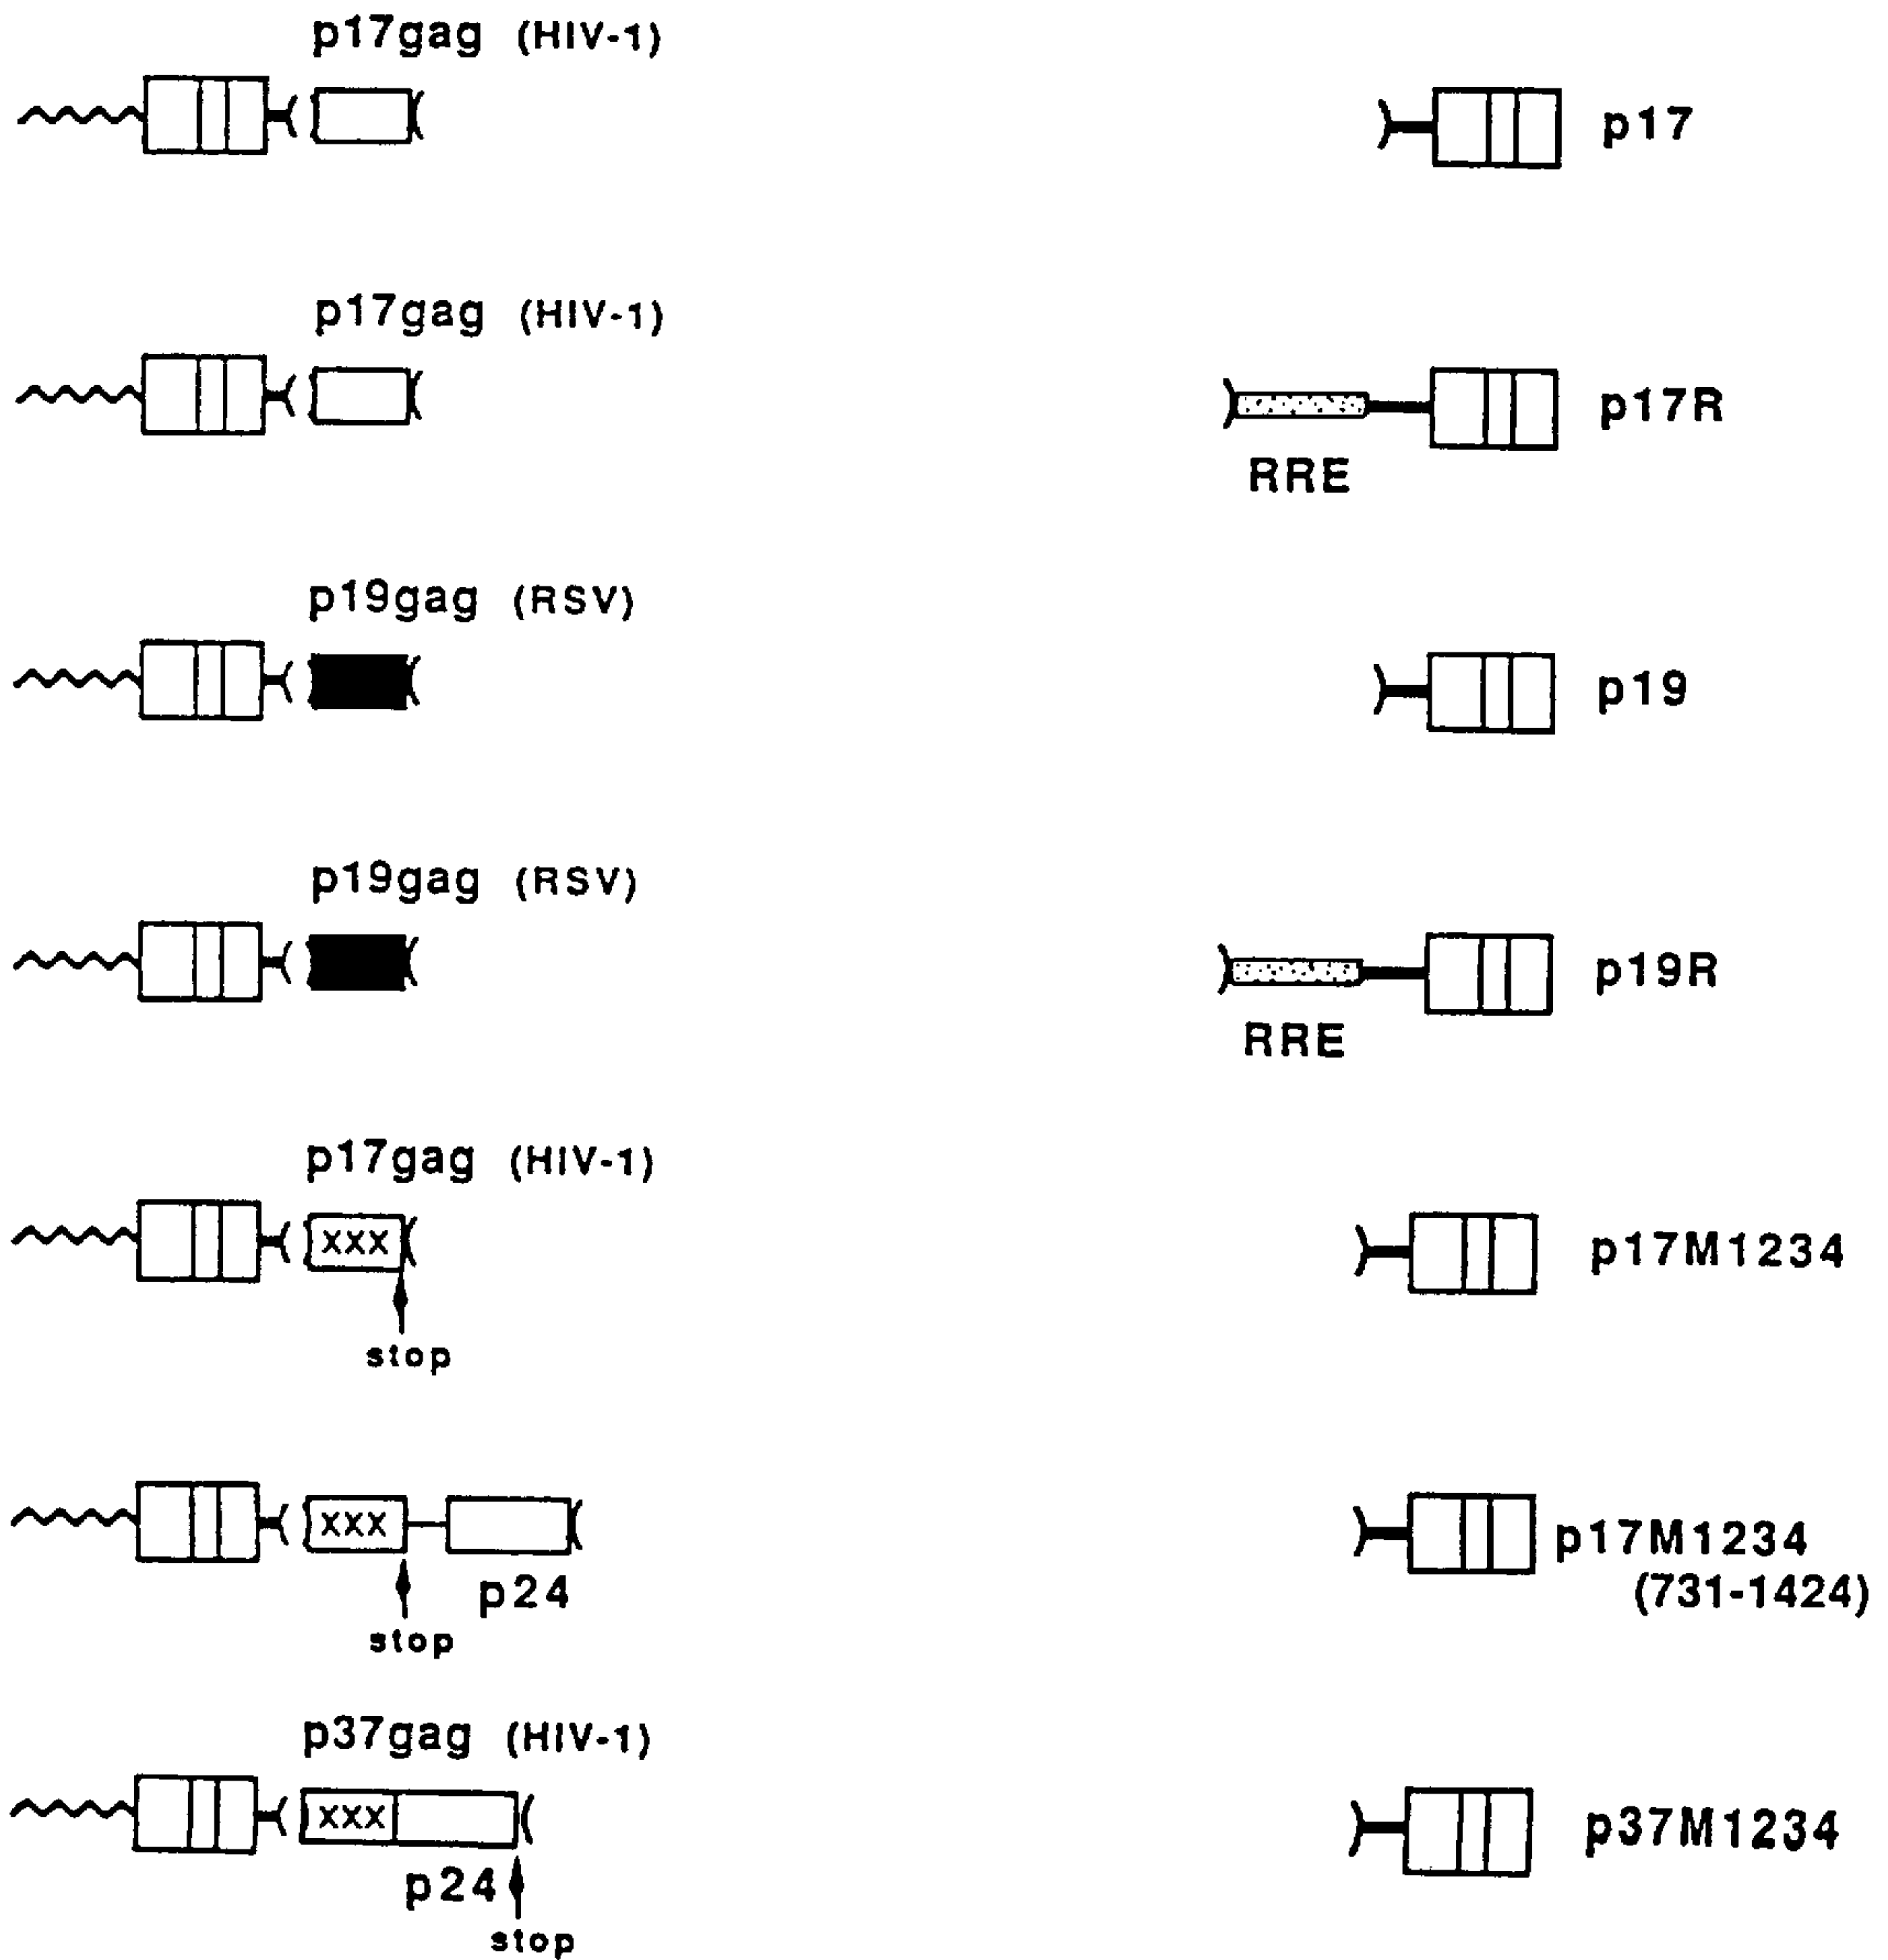 p17gag (HIV-1)
p17
p17gag (HIV-1)
p17R
RRE
p19gag (RSV)
p19
p19gag (RSV)
p19R
RRE
p17gag (HIV-1)
xxx
p17M1234
stop
xxx
p17M1234
(731-1424)
p24
stop
p37gag (HIV-1)
xxx
p37M1234
p24
stop